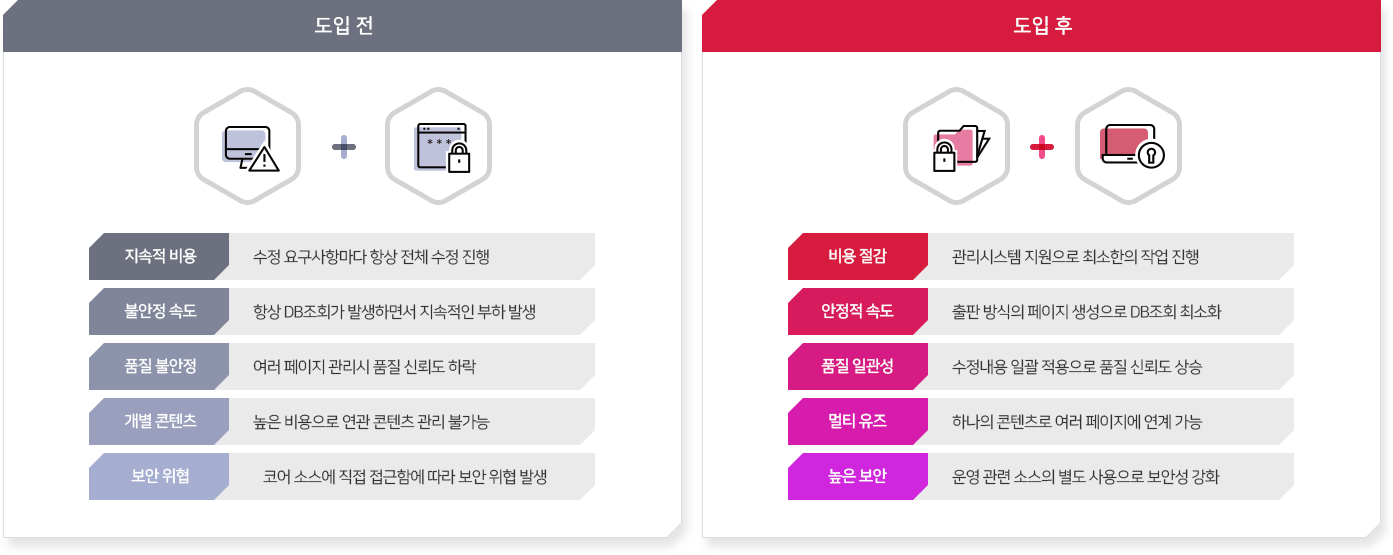 도입 전
* * *
지속적 비용
수정 요구사항마다 항상 전체 수정 진행
불안정 속도
항상 DB조회가 발생하면서 지속적인 부하 발생
품질 불안정
여러 페이지 관리시 품질 신뢰도 하락
개별 콘텐츠
높은 비용으로 연관 콘텐츠 관리 불가능
보안 위협
코어 소스에 직접 접근함에 따라 보안 위협 발생
도입 후
비용 절감
관리시스템 지원으로 최소한의 작업 진행
안정적 속도
출판 방식의 페이지 생성으로 DB조회 최소화
품질 일관성
수정내용 일괄 적용으로 품질 신뢰도 상승
멀티 유즈
하나의 콘텐츠로 여러 페이지에 연계 가능
높은 보안
운영 관련 소스의 별도 사용으로 보안성 강화